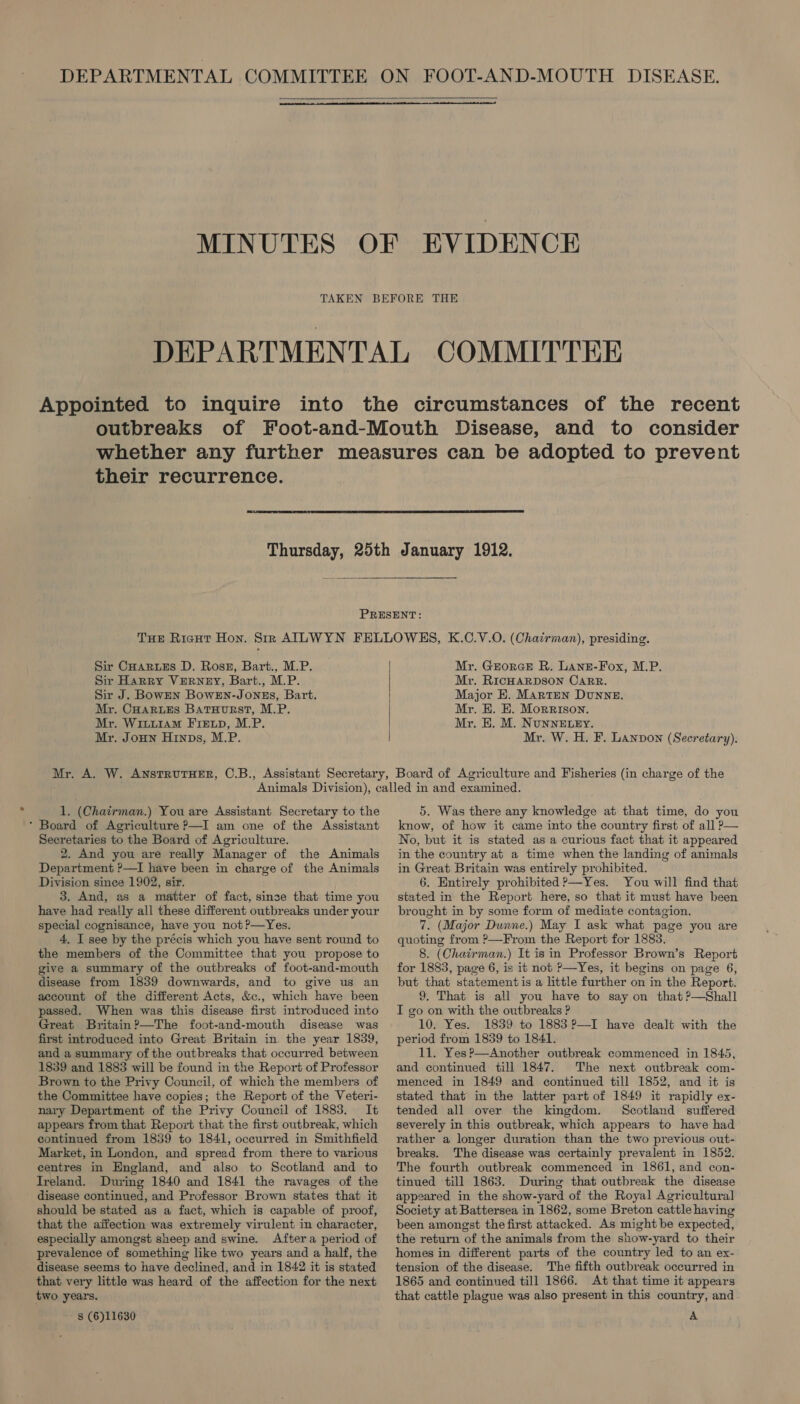 DEPARTMENTAL COMMITTEE ON FOOT-AND-MOUTH DISEASE.
MINUTES OF EVIDENCE
TAKEN BEFORE THE
DEPARTMENTAL COMMITTEE
Appointed to inquire into the circumstances of the recent
outbreaks of Foot-and-Mouth Disease, and to consider
whether any further measures can be adopted to prevent
their recurrence.
Thursday, 25th January 1912.
PRESENT:
THE RIGHT HON. SIR AILWYN FELLOWES, K.C.V.O. (Chairman), presiding.
Sir CHARLES D. ROSE, Bart., M.P.
Sir HARRY VERNEY, Bart., M.P.
Sir J. BOWEN BOWEN-JONES, Bart.
Mr. CHARLES BATHURST, M.P.
Mr. WILLIAM FIELD, M.P.
Mr. JOHN HINDS, M.P.
Mr. GEORGE R. LANE-FOX, M.P.
Mr. RICHARDSON CARR.
Major E. MARTEN DUNNE.
Mr. E. E. MORRISON.
Mr. E. M. NUNNELEY.
Mr. W. H. F. LANDON (Secretary).
Mr. A. W. ANSTRUTHER, C.B., Assistant Secretary, Board of Agriculture and Fisheries (in charge of the
Animals Division), called in and examined.
1. (Chairman.) You are Assistant Secretary to the
Board of Agriculture?—I am one of the Assistant
Secretaries to the Board of Agriculture.
2. And you are really Manager of the Animals
Department?—I have been in charge of the Animals
Division since 1902, sir.
3. And, as a matter of fact, since that time you
have had really all these different outbreaks under your
special cognisance, have you not?—Yes.
4. I see by the précis which you have sent round to
the members of the Committee that you propose to
give a summary of the outbreaks of foot-and-mouth
disease from 1839 downwards, and to give us an
account of the different Acts, &c., which have been
passed. When was this disease first introduced into
Great Britain?—The foot-and-mouth disease was
first introduced into Great Britain in the year 1839,
and a summary of the outbreaks that occurred between
1839 and 1883 will be found in the Report of Professor
Brown to the Privy Council, of which the members of
the Committee have copies; the Report of the Veteri-
nary Department of the Privy Council of 1883. It
appears from that Report that the first outbreak, which
continued from 1839 to 1841, occurred in Smithfield
Market, in London, and spread from there to various
centres in England, and also to Scotland and to
Ireland. During 1840 and 1841 the ravages of the
disease continued, and Professor Brown states that it
should be stated as a fact, which is capable of proof,
that the affection was extremely virulent in character,
especially amongst sheep and swine. After a period of
prevalence of something like two years and a half, the
disease seems to have declined, and in 1842 it is stated
that very little was heard of the affection for the next
two years.
5. Was there any knowledge at that time, do you
know, of how it came into the country first of all?—
No, but it is stated as a curious fact that it appeared
in the country at a time when the landing of animals
in Great Britain was entirely prohibited.
6. Entirely prohibited?—Yes. You will find that
stated in the Report here, so that it must have been
brought in by some form of mediate contagion.
7. (Major Dunne.) May I ask what page you are
quoting from?—From the Report for 1883.
8. (Chairman.) It is in Professor Brown's Report
for 1883, page 6, is it not?—Yes, it begins on page 6,
but that statement is a little further on in the Report.
9. That is all you have to say on that?—Shall
I go on with the outbreaks?
10. Yes. 1839 to 1883?—I have dealt with the
period from 1839 to 1841.
11. Yes?—Another outbreak commenced in 1845,
and continued till 1847. The next outbreak com-
menced in 1849 and continued till 1852, and it is
stated that in the latter part of 1849 it rapidly ex-
tended all over the kingdom. Scotland suffered
severely in this outbreak, which appears to have had
rather a longer duration than the two previous out-
breaks. The disease was certainly prevalent in 1852.
The fourth outbreak commenced in 1861, and con-
tinued till 1863. During that outbreak the disease
appeared in the show-yard of the Royal Agricultural
Society at Battersea in 1862, some Breton cattle having
been amongst the first attacked. As might be expected,
the return of the animals from the show-yard to their
homes in different parts of the country led to an ex-
tension of the disease. The fifth outbreak occurred in
1865 and continued till 1866. At that time it appears
that cattle plague was also present in this country, and
s (6)11630
A